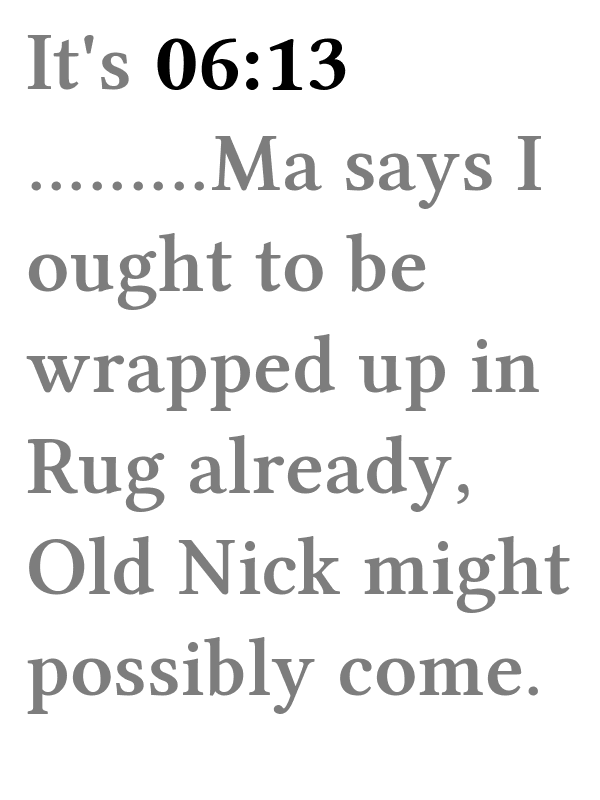 It's 06:13
.........Ma says I
ought to be
wrapped up in
Rug already,
Old Nick might
possibly come.